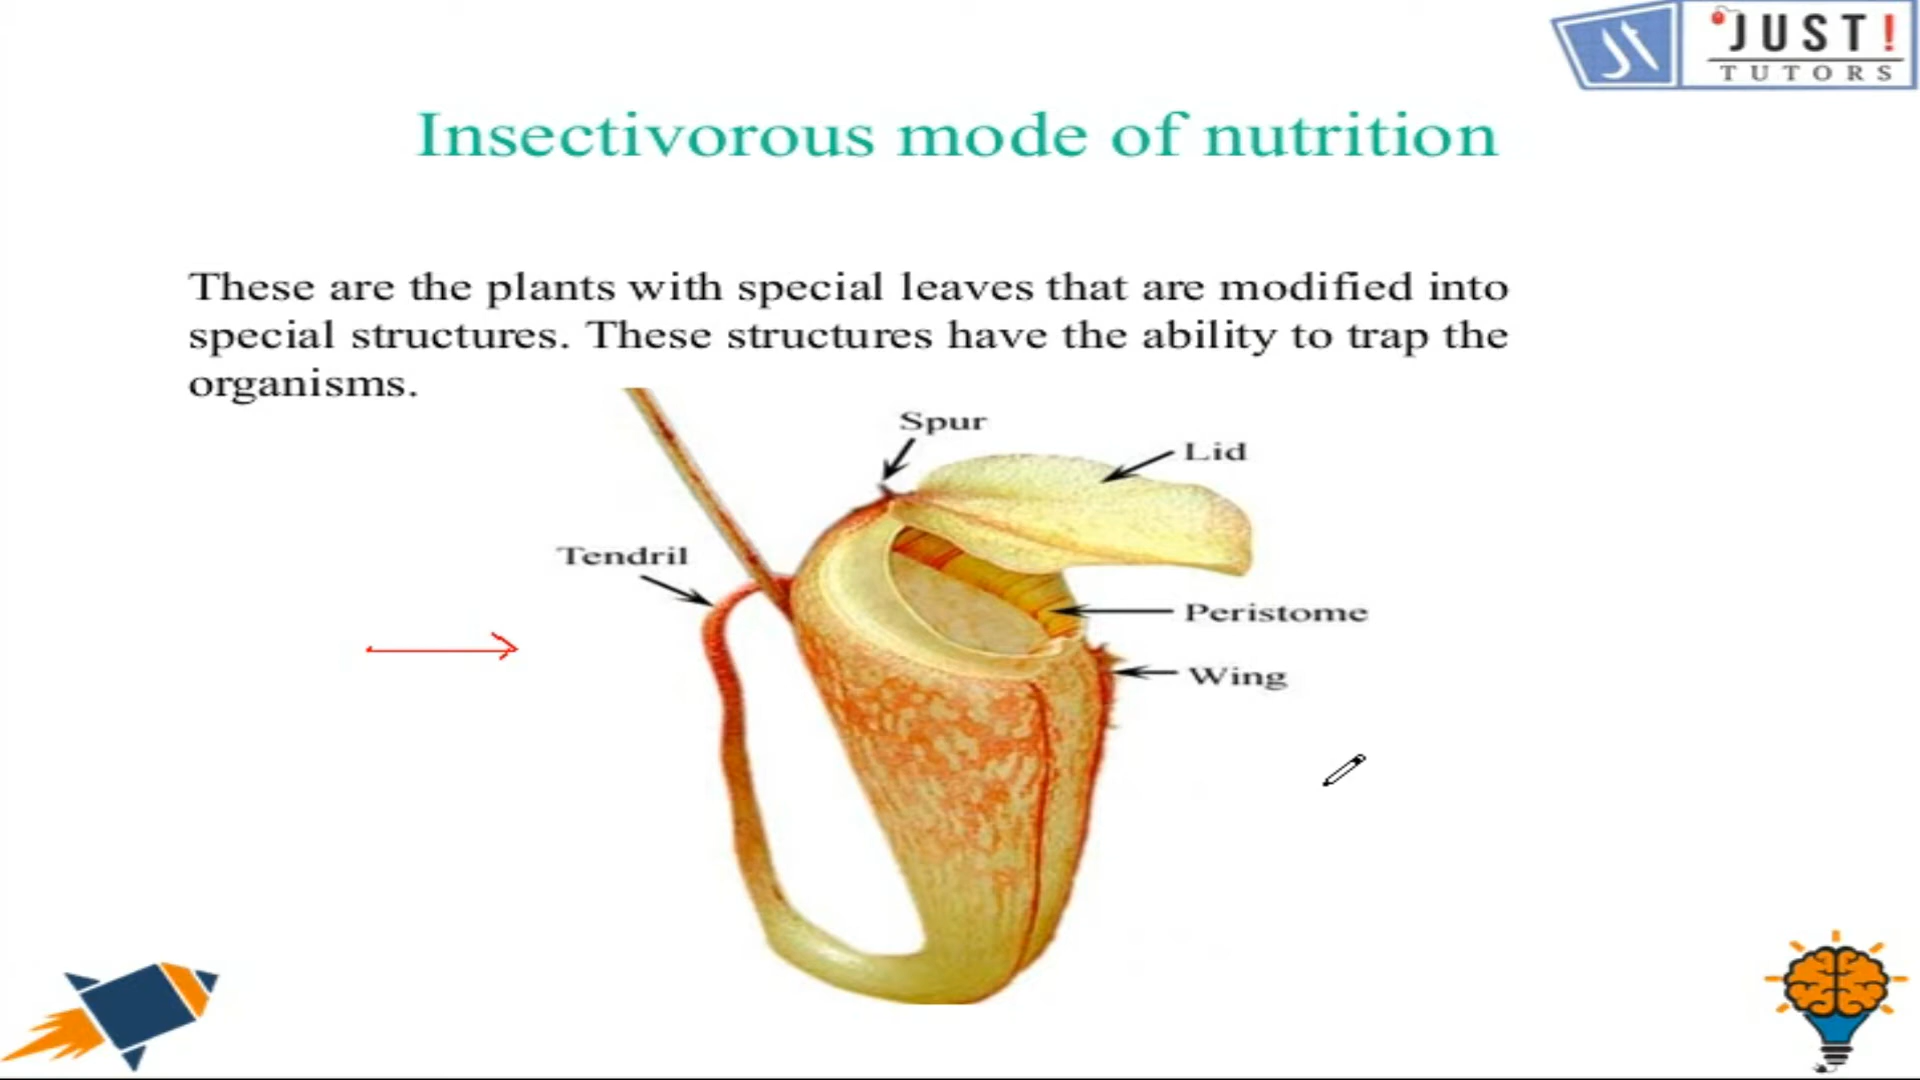 JUST!
TUTORS
Insectivorous mode of nutrition
These are the plants with special leaves that are modified into
special structures. These structures have the ability to trap the
organisms.
Spur
Lid
Tendril
Peristome
Wing